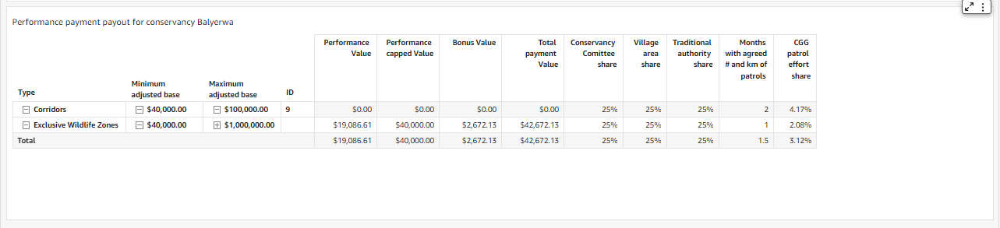 Performance payment payout for conservancy Balyerwa
Performance Performance Bonus Value Total Conservancy Village Traditional Months CGG
Value capped Value payment Comittee area authority with agreed patrol
Value share share share # and km of effort
patrols share
Minimum Maximum
Type adjusted base adjusted base ID
Corridors $40,000.00 $100,000.00 9 $0.00 $0.00 $0.00 $0.00 25% 25% 25% 2 4.17%
Exclusive Wildlife Zones $40,000.00 $1,000,000.00 $19,086.61 $40,000.00 $2,672.13 $42,672.13 25% 25% 25% 1 2.08%
Total $19,086.61 $40,000.00 $2,672.13 $42,672.13 25% 25% 25% 1.5 3.12%